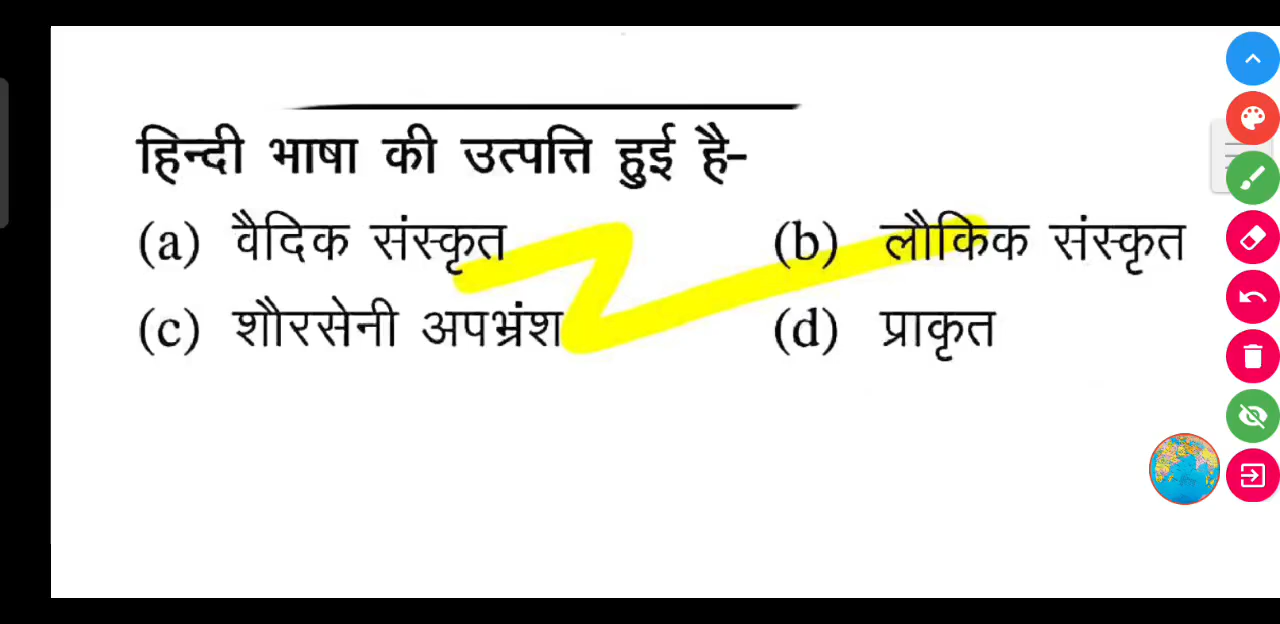 हिन्दी भाषा की उत्पत्ति हुई है-
(a) वैदिक संस्कृत (b) लौकिक संस्कृत
(c) शौरसेनी अपभ्रंश (d) प्राकृत